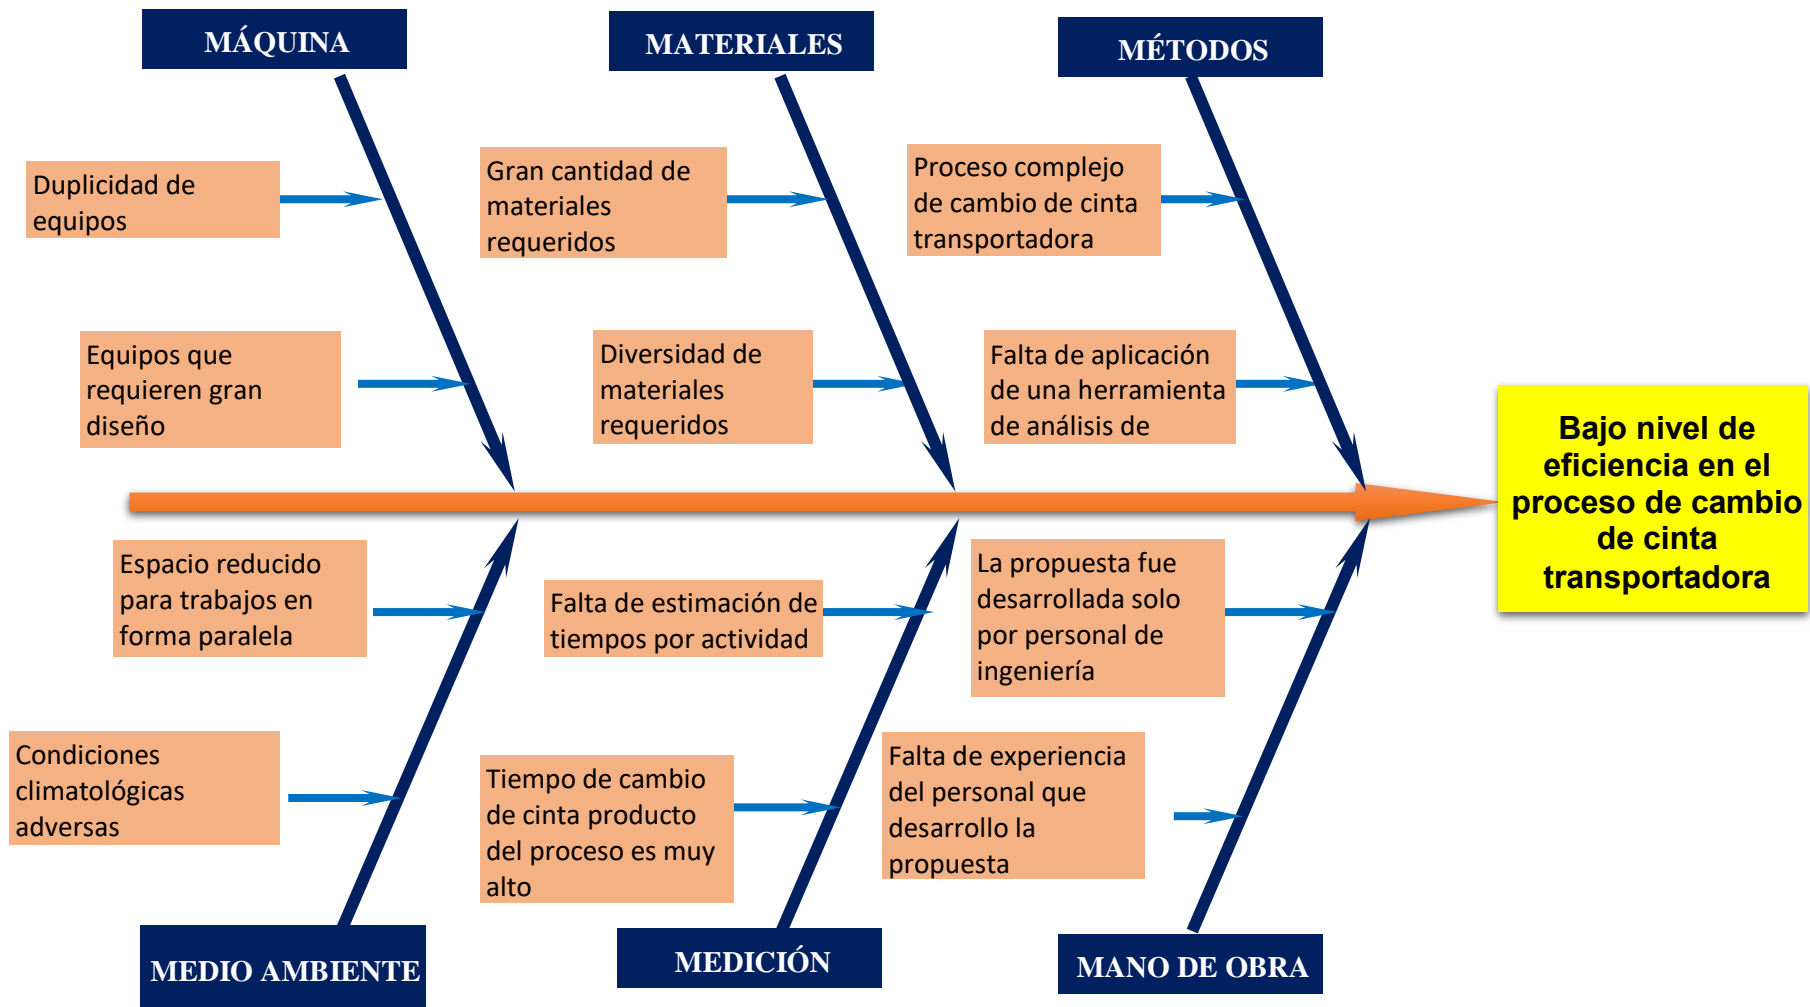 MÁQUINA
MATERIALES
MÉTODOS
Duplicidad de
equipos
Gran cantidad de
materiales
requeridos
Proceso complejo
de cambio de cinta
transportadora
Equipos que
requieren gran
diseño
Diversidad de
materiales
requeridos
Falta de aplicación
de una herramienta
de análisis de
Bajo nivel de
eficiencia en el
proceso de cambio
de cinta
transportadora
Espacio reducido
para trabajos en
forma paralela
Falta de estimación de
tiempos por actividad
La propuesta fue
desarrollada solo
por personal de
ingeniería
Condiciones
climatológicas
adversas
Tiempo de cambio
de cinta producto
del proceso es muy
alto
Falta de experiencia
del personal que
desarrollo la
propuesta
MEDIO AMBIENTE
MEDICIÓN
MANO DE OBRA